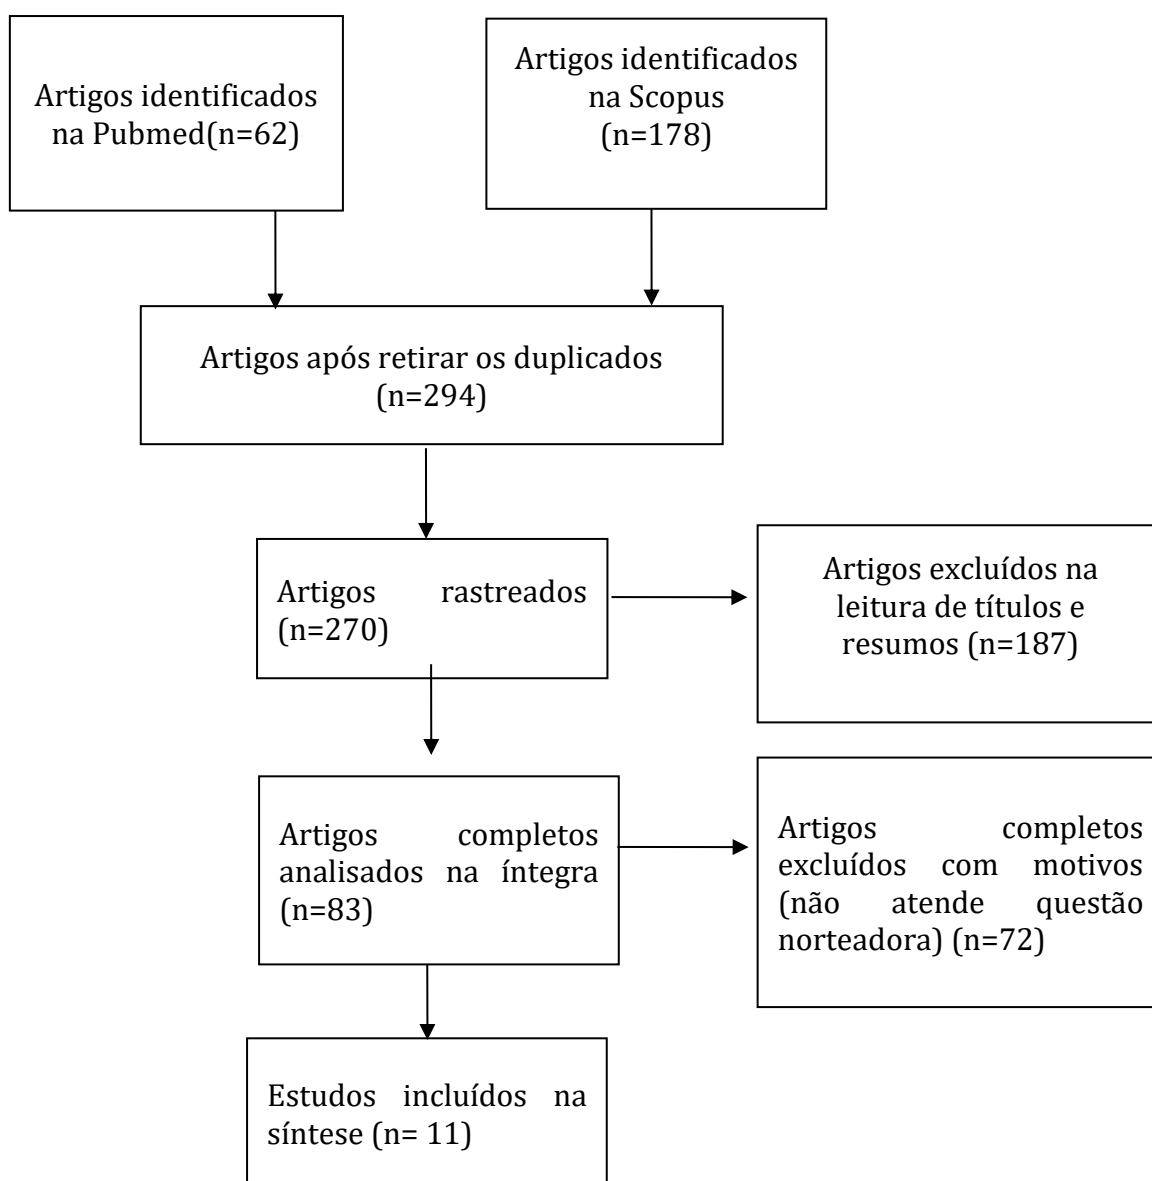 Artigos identificados
na Pubmed(n=62)
Artigos identificados
na Scopus
(n=178)
Artigos após retirar os duplicados
(n=294)
Artigos rastreados
(n=270)
Artigos excluídos na
leitura de títulos e
resumos (n=187)
Artigos completos
analisados na íntegra
(n=83)
Artigos completos
excluídos com motivos
(não atende questão
norteadora) (n=72)
Estudos incluídos na
síntese (n= 11)